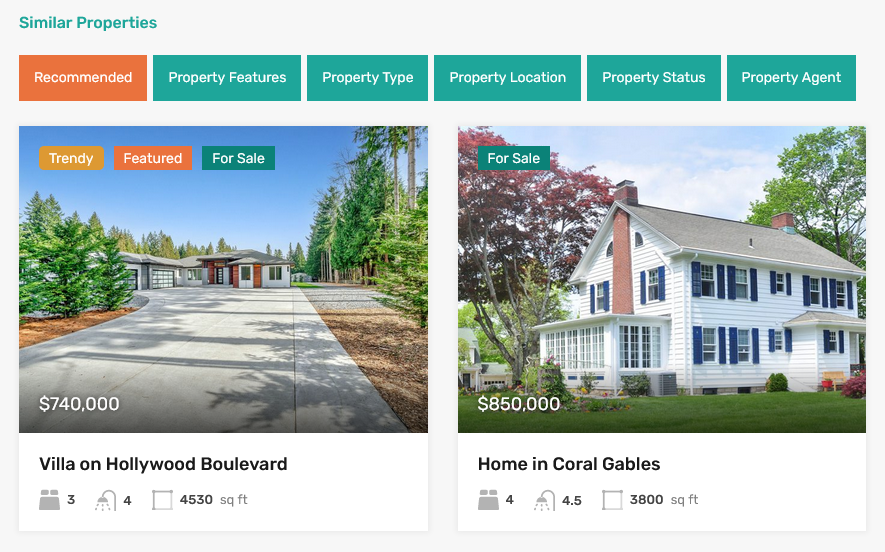 Similar Properties
Recommended Property Features Property Type Property Location Property Status Property Agent
Trendy Featured For Sale
$740,000
Villa on Hollywood Boulevard
3 4 4530 sq ft
For Sale
$850,000
Home in Coral Gables
4 4.5 3800 sq ft